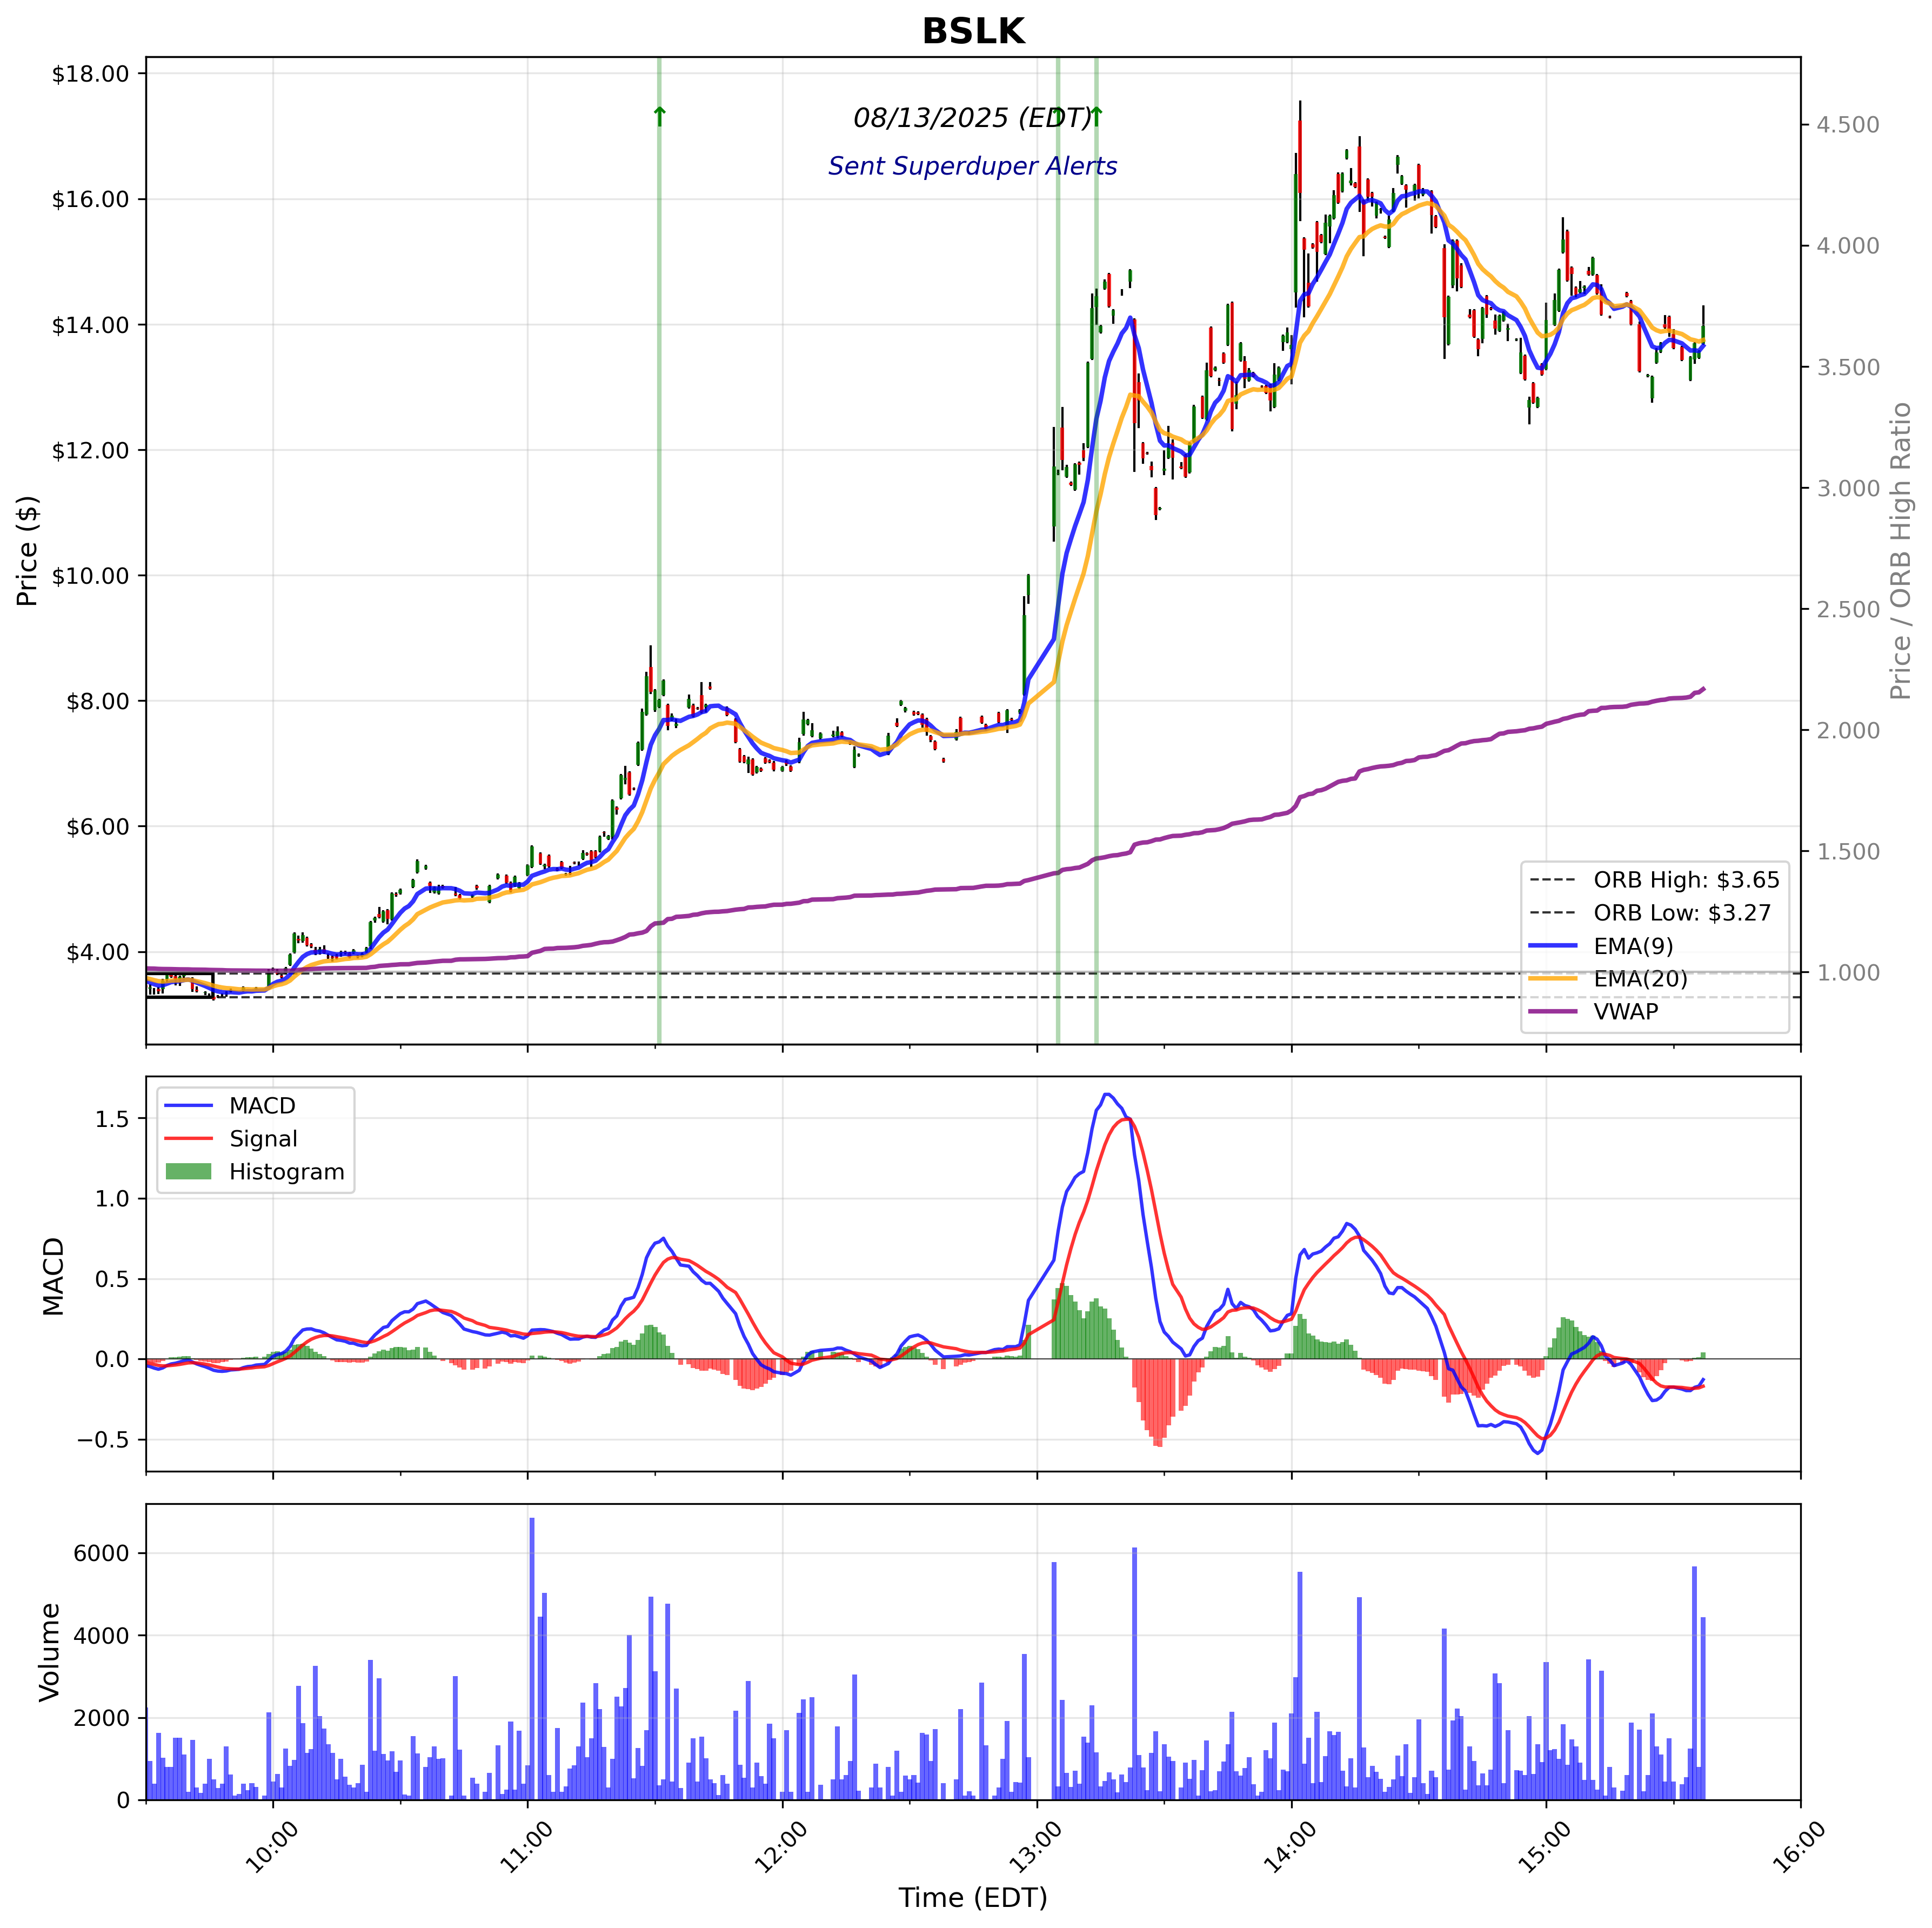 BSLK
08/13/2025 (EDT)
Sent Superduper Alerts
↑
↑
↑
$18.00
$16.00
$14.00
$12.00
$10.00
$8.00
$6.00
$4.00
Price ($)
4.500
4.000
3.500
3.000
2.500
2.000
1.500
1.000
Price / ORB High Ratio
ORB High: $3.65
ORB Low: $3.27
EMA(9)
EMA(20)
VWAP
MACD
Signal
Histogram
1.5
1.0
0.5
0.0
−0.5
MACD
6000
4000
2000
0
Volume
10:00
11:00
12:00
13:00
14:00
15:00
16:00
Time (EDT)